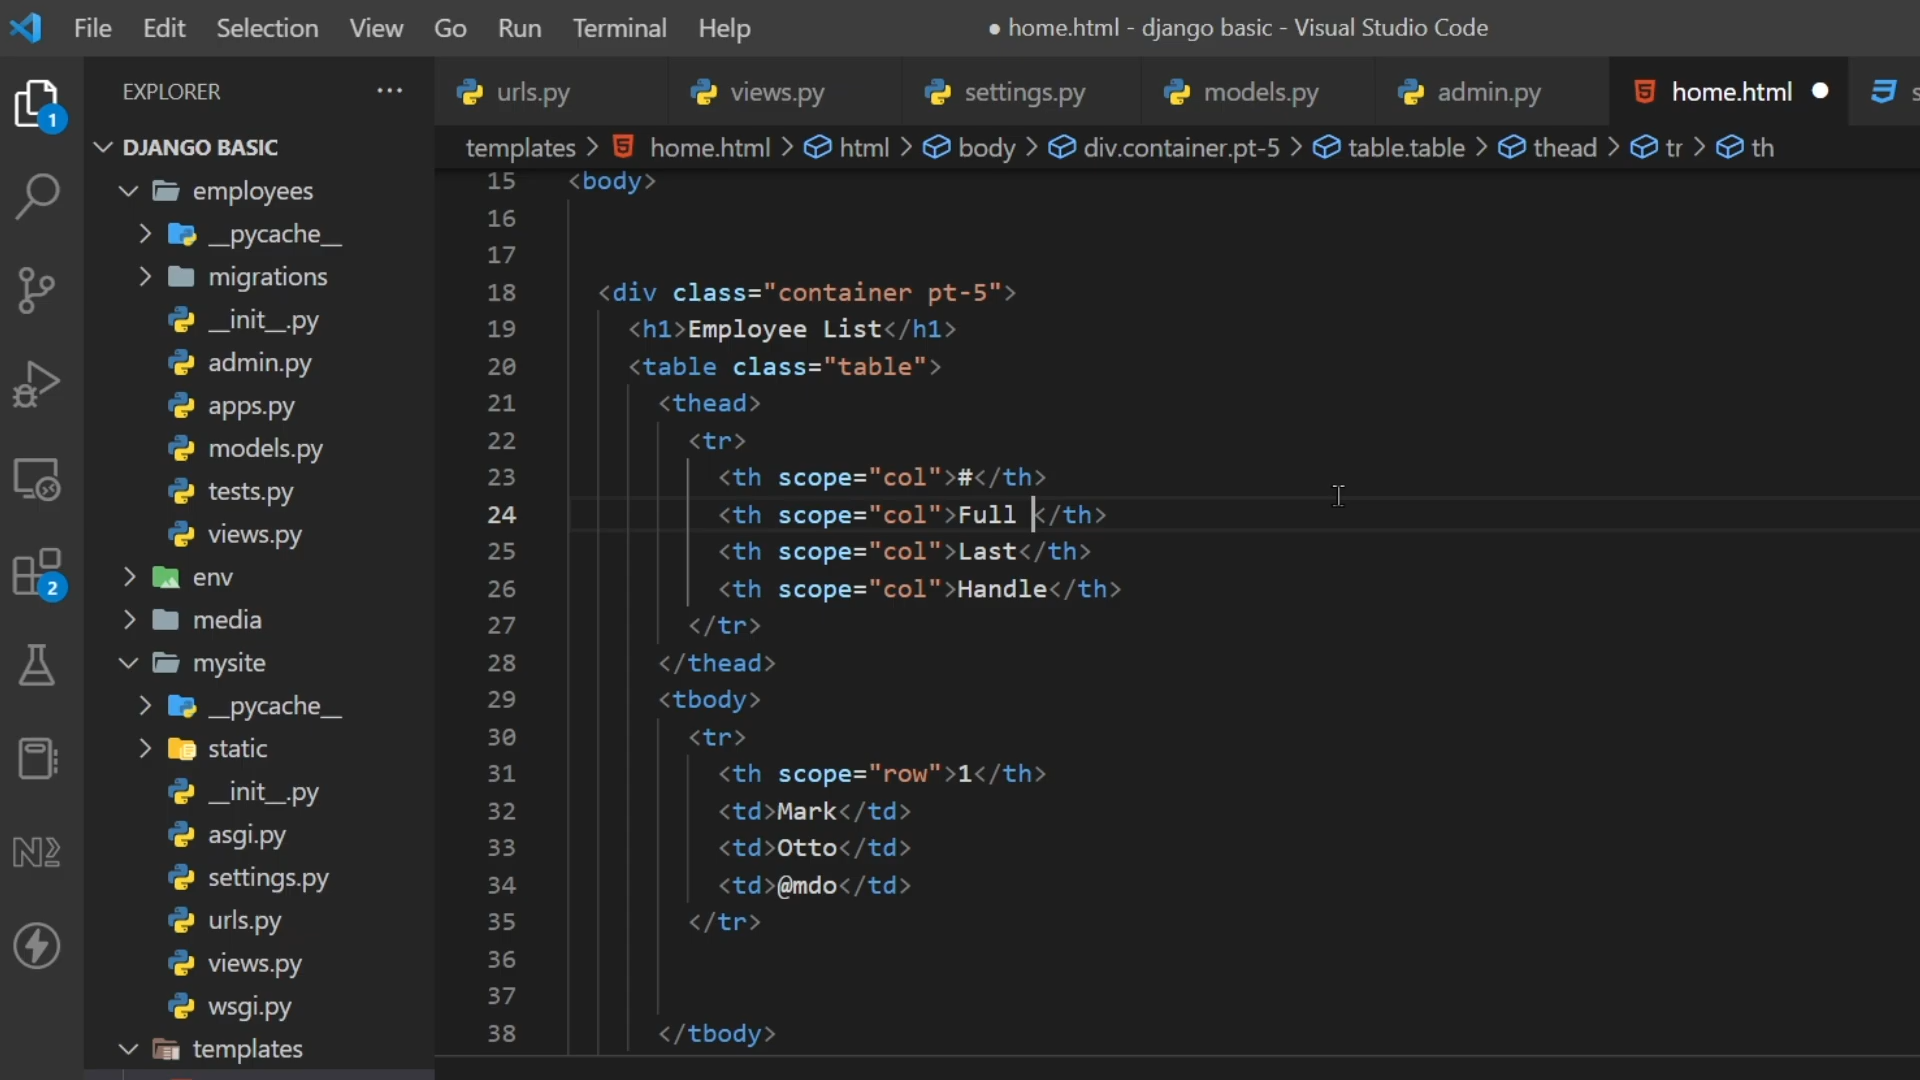 File Edit Selection View Go Run Terminal Help
● home.html - django basic - Visual Studio Code
EXPLORER ···
urls.py views.py settings.py models.py admin.py home.html ●
templates > home.html > html > body > div.container.pt-5 > table.table > thead > tr > th
DJANGO BASIC
employees
__pycache__
migrations
__init__.py
admin.py
apps.py
models.py
tests.py
views.py
env
media
mysite
__pycache__
static
__init__.py
asgi.py
settings.py
urls.py
views.py
wsgi.py
templates
1
2
15 <body>
16
17
18 <div class="container pt-5">
19 <h1>Employee List</h1>
20 <table class="table">
21 <thead>
22 <tr>
23 <th scope="col">#</th>
24 <th scope="col">Full </th>
25 <th scope="col">Last</th>
26 <th scope="col">Handle</th>
27 </tr>
28 </thead>
29 <tbody>
30 <tr>
31 <th scope="row">1</th>
32 <td>Mark</td>
33 <td>Otto</td>
34 <td>@mdo</td>
35 </tr>
36
37
38 </tbody>